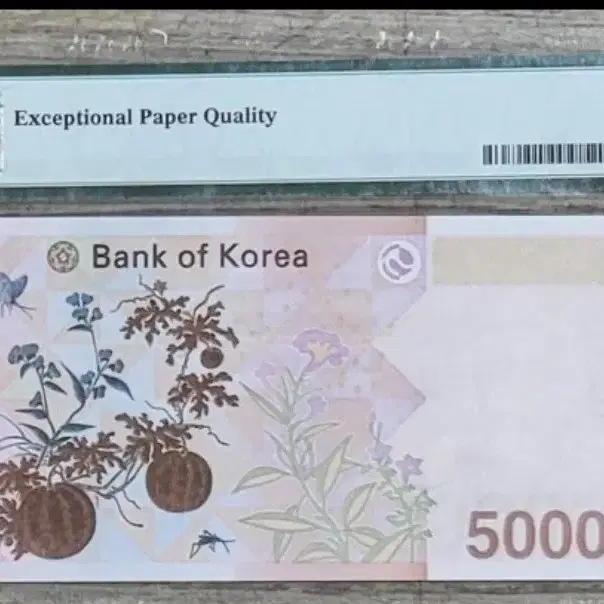 Exceptional Paper Quality
Bank of Korea
5000